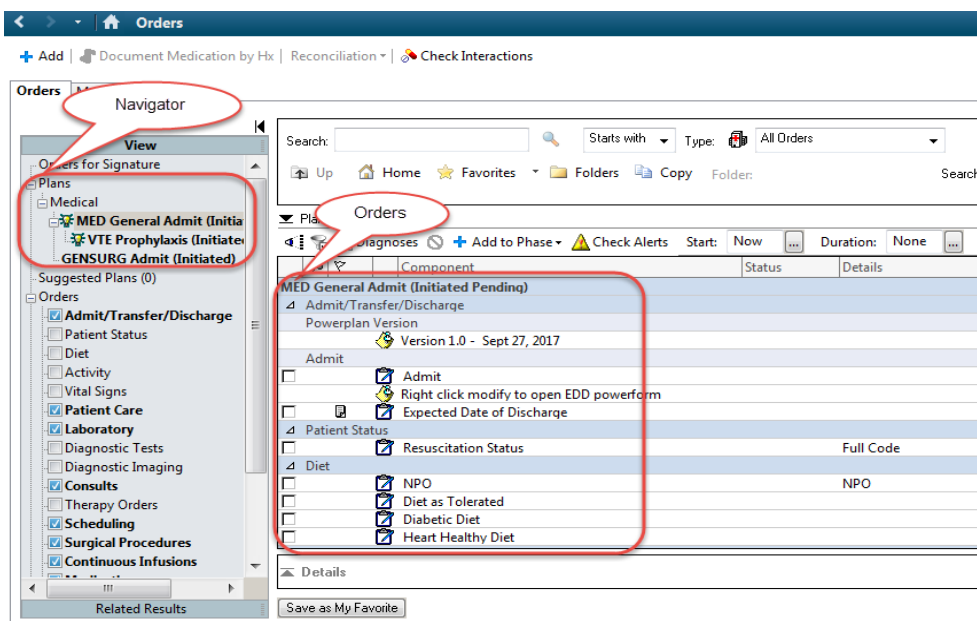 Orders
Add Document Medication by Hx Reconciliation Check Interactions
Orders
Navigator
View
Orders for Signature
Plans
Medical
MED General Admit (Initia
VTE Prophylaxis (Initiate
GENSURG Admit (Initiated)
Suggested Plans (0)
Orders
Admit/Transfer/Discharge
Patient Status
Diet
Activity
Vital Signs
Patient Care
Laboratory
Diagnostic Tests
Diagnostic Imaging
Consults
Therapy Orders
Scheduling
Surgical Procedures
Continuous Infusions
Related Results
Search: Starts with Type: All Orders
Up Home Favorites Folders Copy Folder: Search
Orders
Diagnoses Add to Phase Check Alerts Start: Now ... Duration: None ...
Component Status Details
MED General Admit (Initiated Pending)
Admit/Transfer/Discharge
Powerplan Version
Version 1.0 - Sept 27, 2017
Admit
Admit
Right click modify to open EDD powerform
Expected Date of Discharge
Patient Status
Resuscitation Status Full Code
Diet
NPO NPO
Diet as Tolerated
Diabetic Diet
Heart Healthy Diet
Details
Save as My Favorite